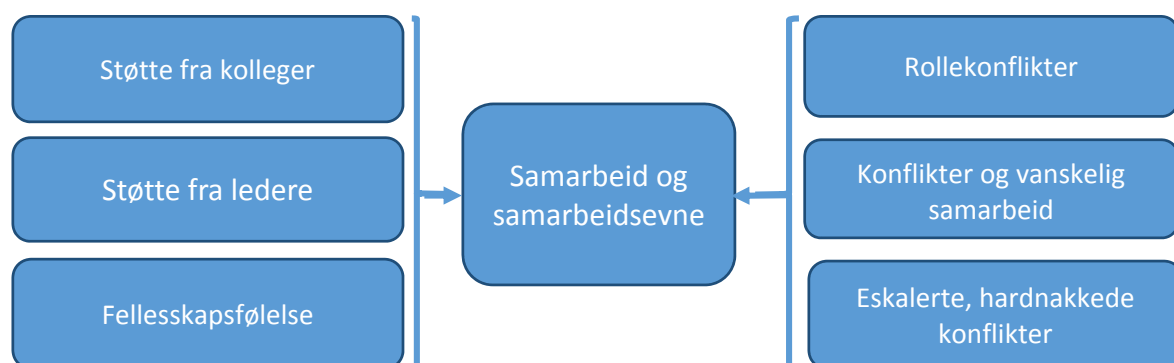 Støtte fra kolleger
Støtte fra ledere
Fellesskapsfølelse
Samarbeid og
samarbeidsevne
Rollekonflikter
Konflikter og vanskelig
samarbeid
Eskalerte, hardnakkede
konflikter